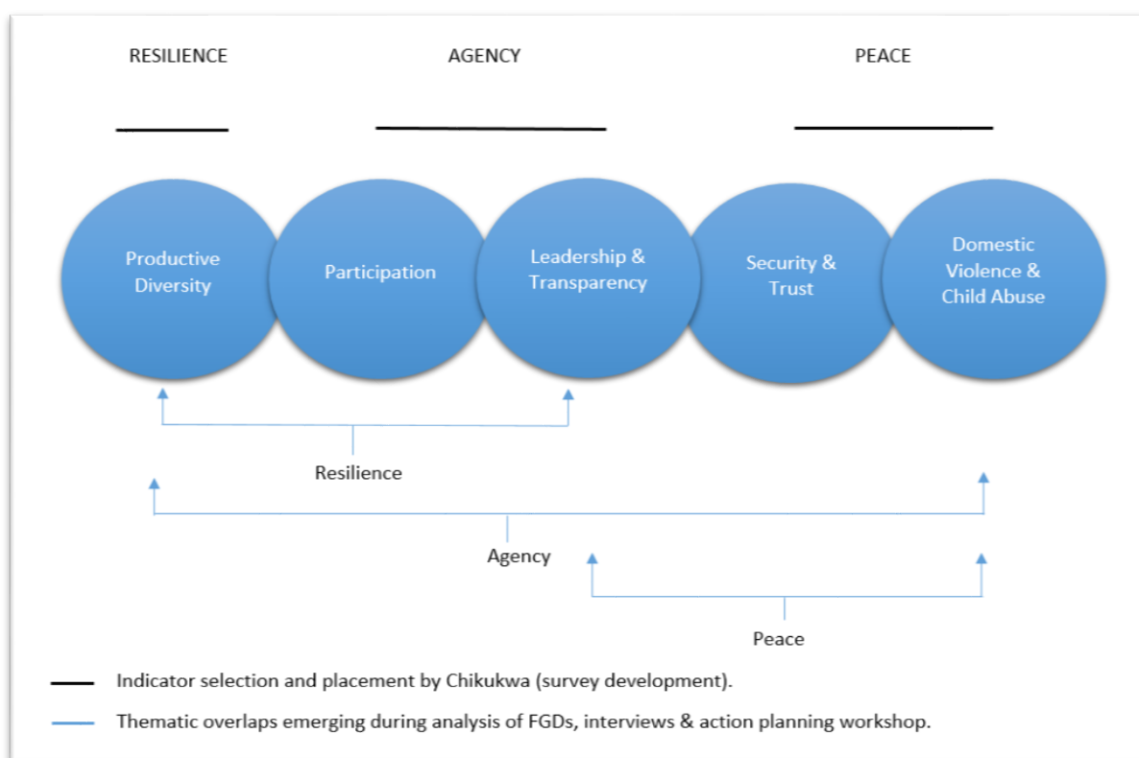 RESILIENCE AGENCY PEACE
Productive
Diversity
Participation
Leadership &
Transparency
Security &
Trust
Domestic
Violence &
Child Abuse
Resilience
Agency
Peace
Indicator selection and placement by Chikukwa (survey development).
Thematic overlaps emerging during analysis of FGDs, interviews & action planning workshop.